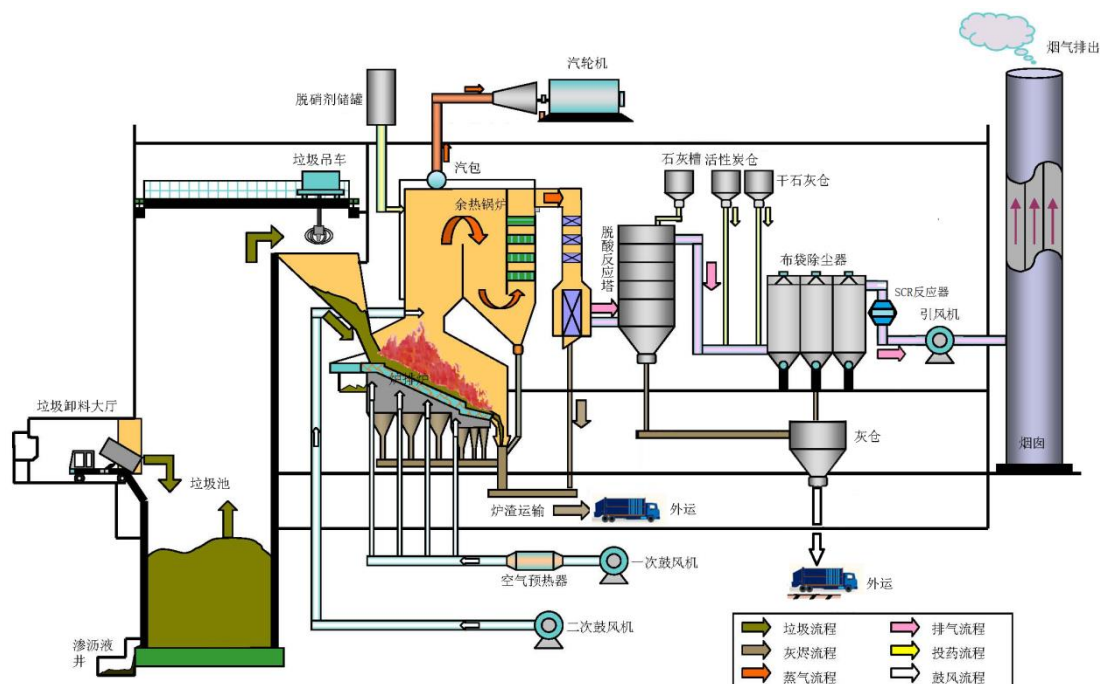 烟气排出
汽轮机
脱硝剂储罐
垃圾吊车
汽包
石灰槽
活性炭仓
干石灰仓
余热锅炉
脱酸反应塔
布袋除尘器
SCR反应器
引风机
炉排炉
垃圾卸料大厅
灰仓
烟囱
垃圾池
炉渣运输
外运
空气预热器
一次鼓风机
外运
二次鼓风机
渗沥液
井
垃圾流程
排气流程
灰烬流程
投药流程
蒸气流程
鼓风流程